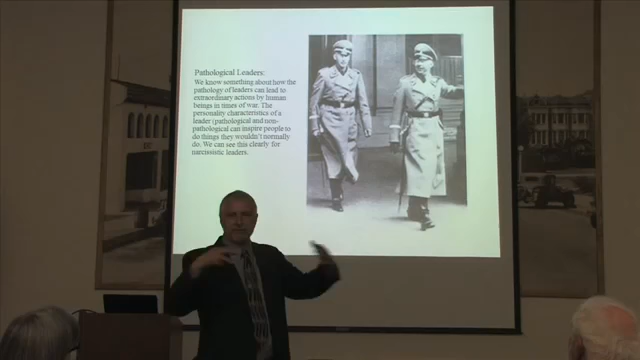 Pathological Leaders:
We know something about how the
pathology of leaders can lead to
extraordinary actions by human
beings in times of war. The
personality characteristics of
a leader (pathological and non-
pathological can inspire people to
do things they wouldn't normally
do. We can see this clearly for
narcissistic leaders.